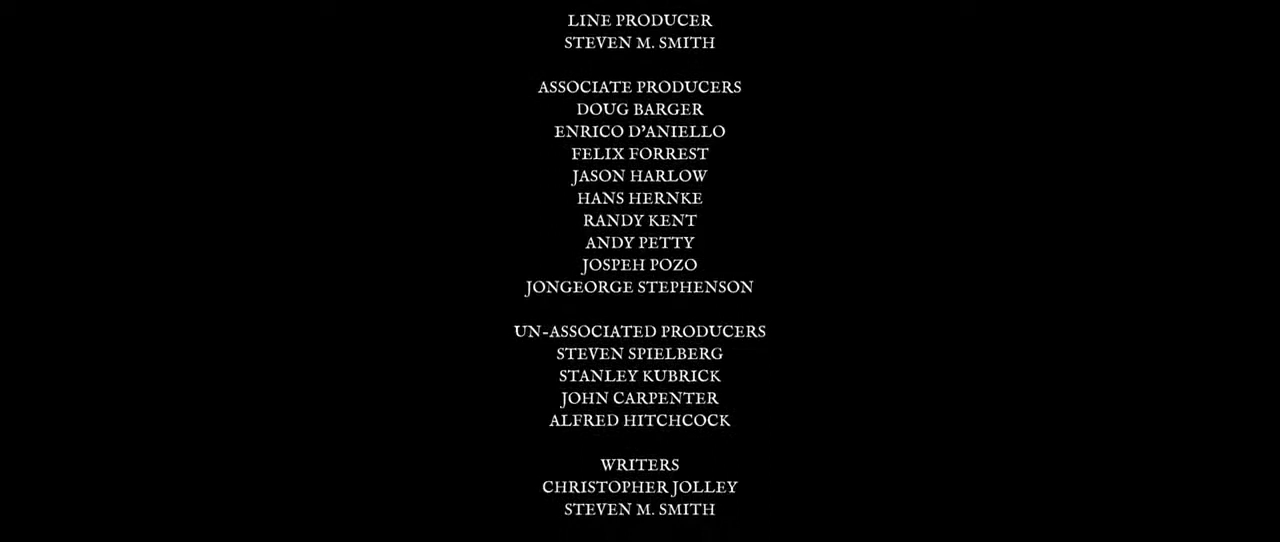 LINE PRODUCER
STEVEN M. SMITH
ASSOCIATE PRODUCERS
DOUG BARGER
ENRICO D'ANIELLO
FELIX FORREST
JASON HARLOW
HANS HERNKE
RANDY KENT
ANDY PETTY
JOSPEH POZO
JONGEORGE STEPHENSON
UN-ASSOCIATED PRODUCERS
STEVEN SPIELBERG
STANLEY KUBRICK
JOHN CARPENTER
ALFRED HITCHCOCK
WRITERS
CHRISTOPHER JOLLEY
STEVEN M. SMITH